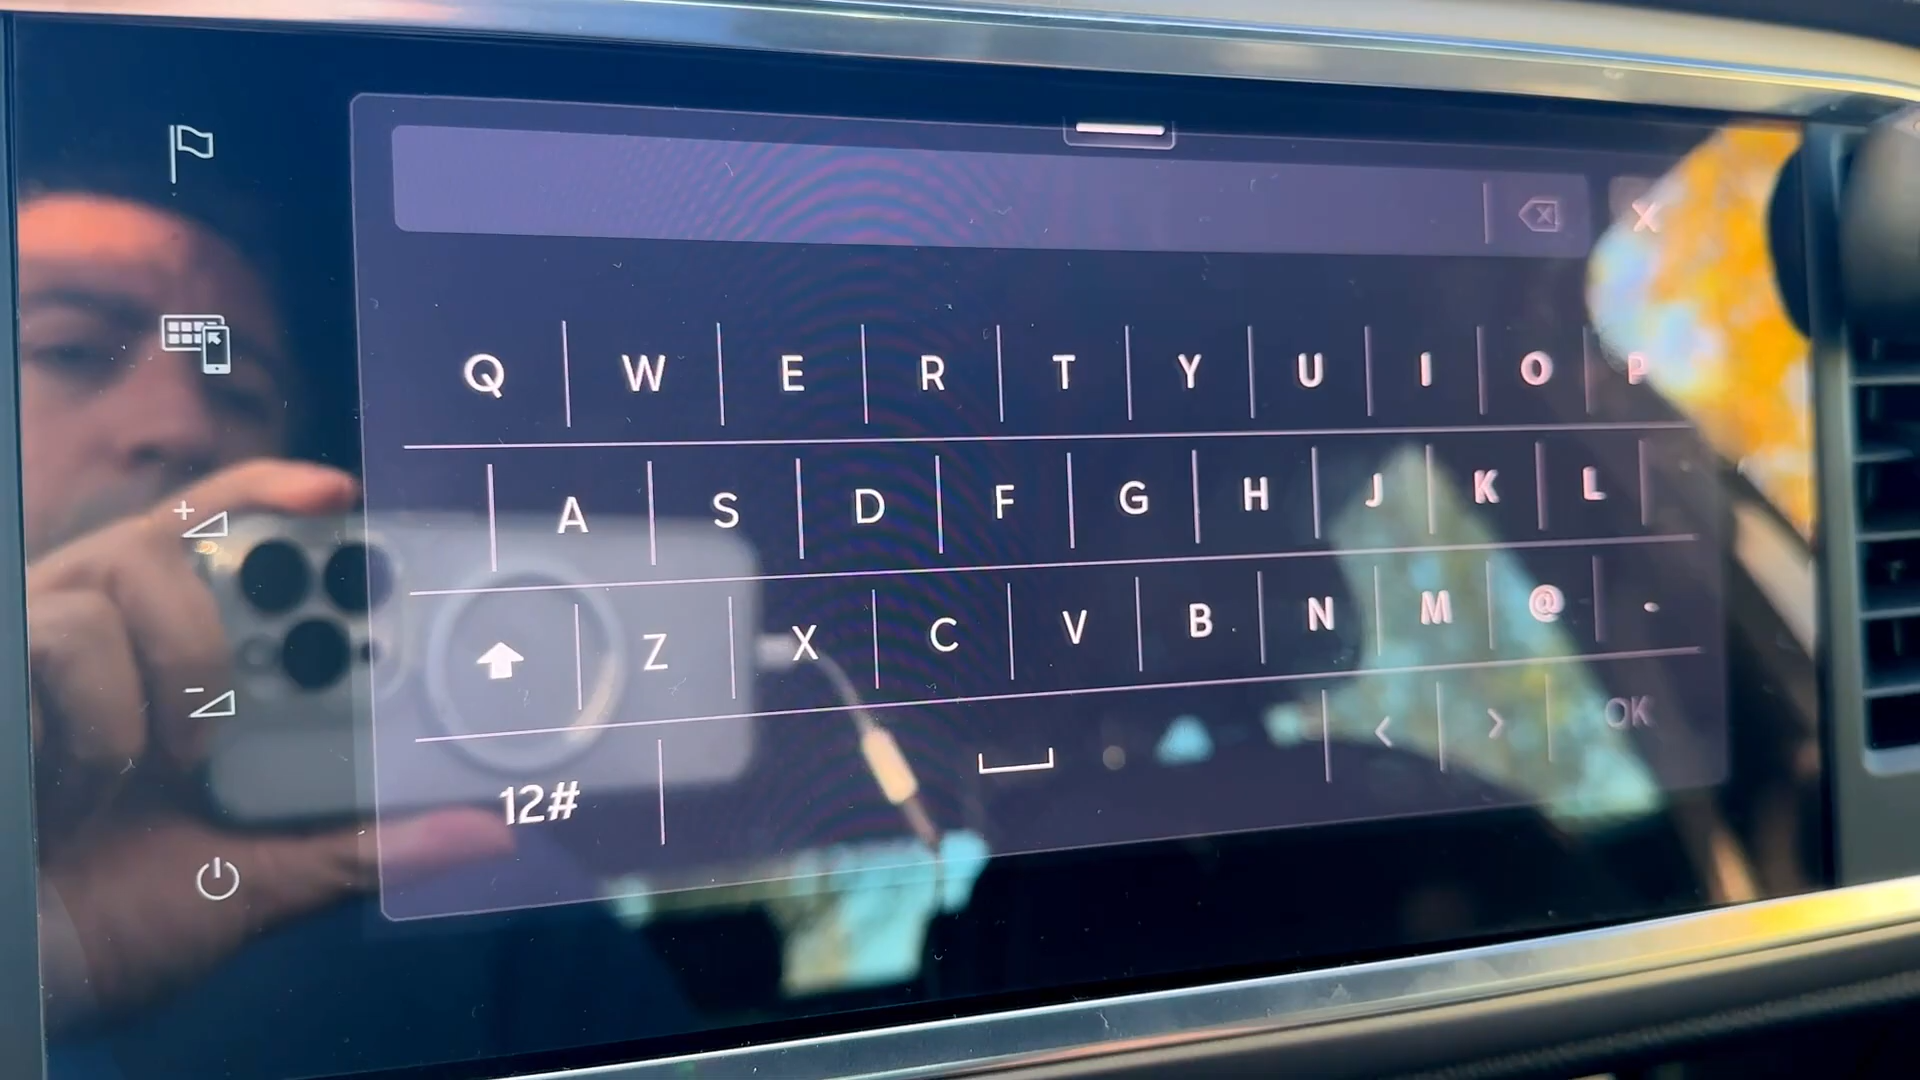 X
Q W E R T Y U I O P
A S D F G H J K L
Z X C V B N M @ -
12# < > OK